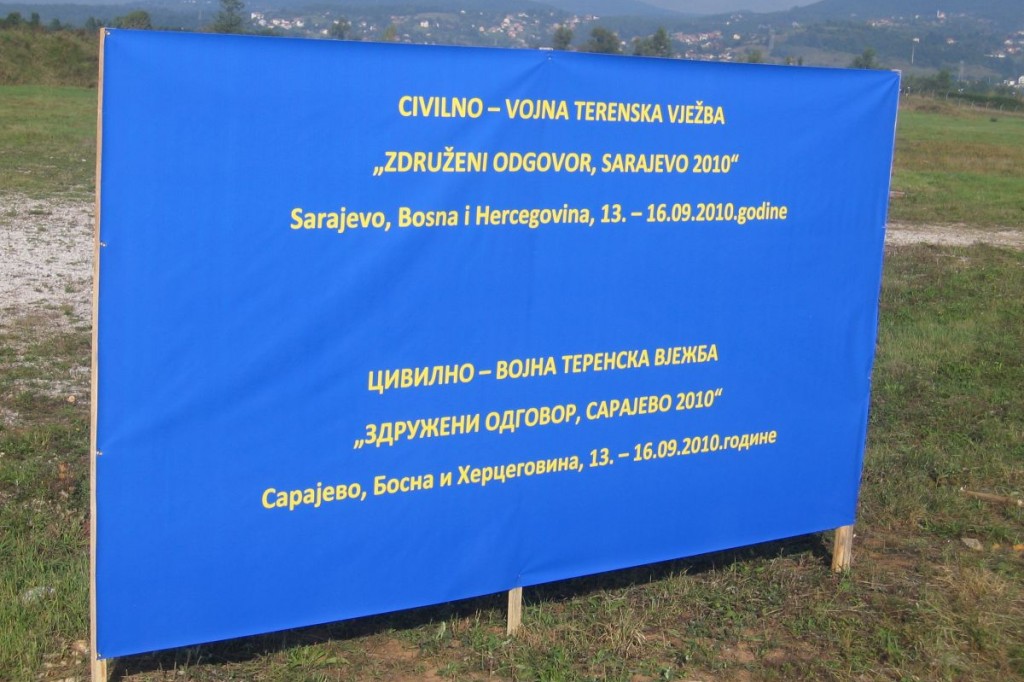 CIVILNO – VOJNA TERENSKA VJEŽBA
„ZDRUŽENI ODGOVOR, SARAJEVO 2010“
Sarajevo, Bosna i Hercegovina, 13. – 16.09.2010.godine
ЦИВИЛНО – ВОЈНА ТЕРЕНСКА ВЈЕЖБА
„ЗДРУЖЕНИ ОДГОВОР, САРАЈЕВО 2010“
Сарајево, Босна и Херцеговина, 13. – 16.09.2010.године